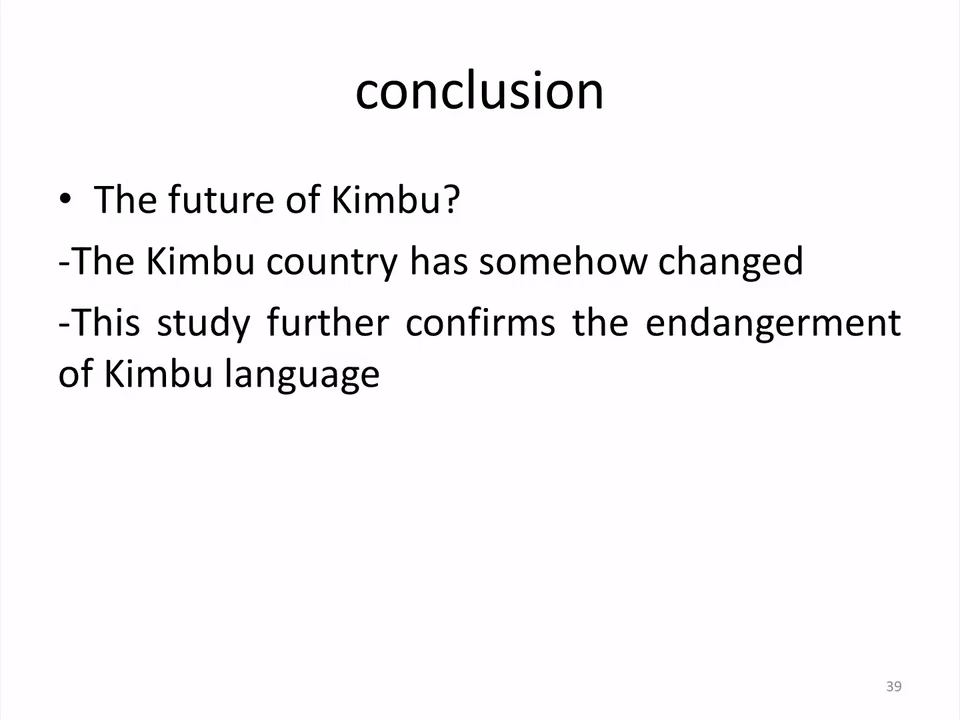 conclusion
• The future of Kimbu?
-The Kimbu country has somehow changed
-This study further confirms the endangerment
of Kimbu language
39